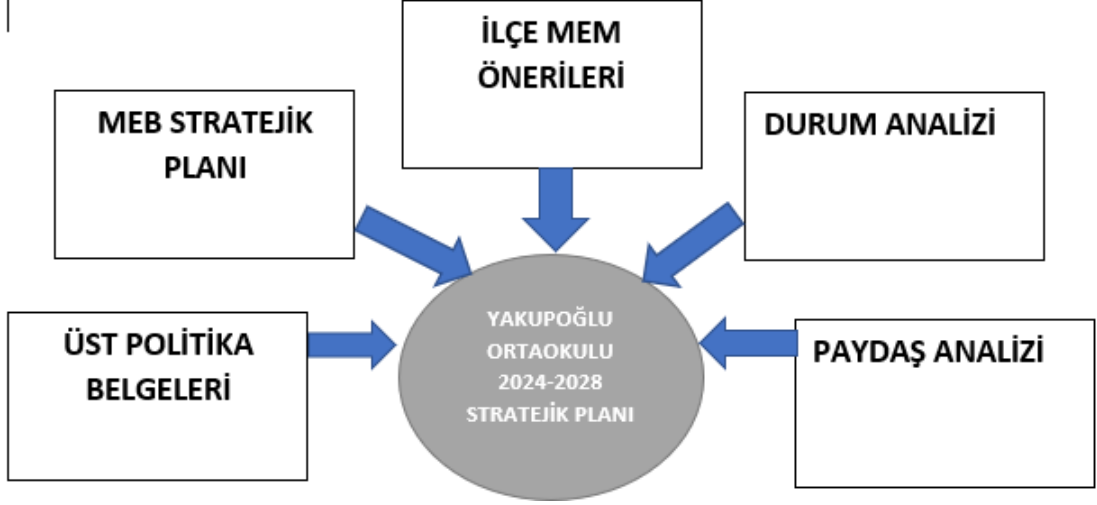 İLÇE MEM
ÖNERİLERİ
MEB STRATEJİK
PLANI
DURUM ANALİZİ
ÜST POLİTİKA
BELGELERİ
YAKUPOĞLU
ORTAOKULU
2024-2028
STRATEJİK PLANI
PAYDAŞ ANALİZİ